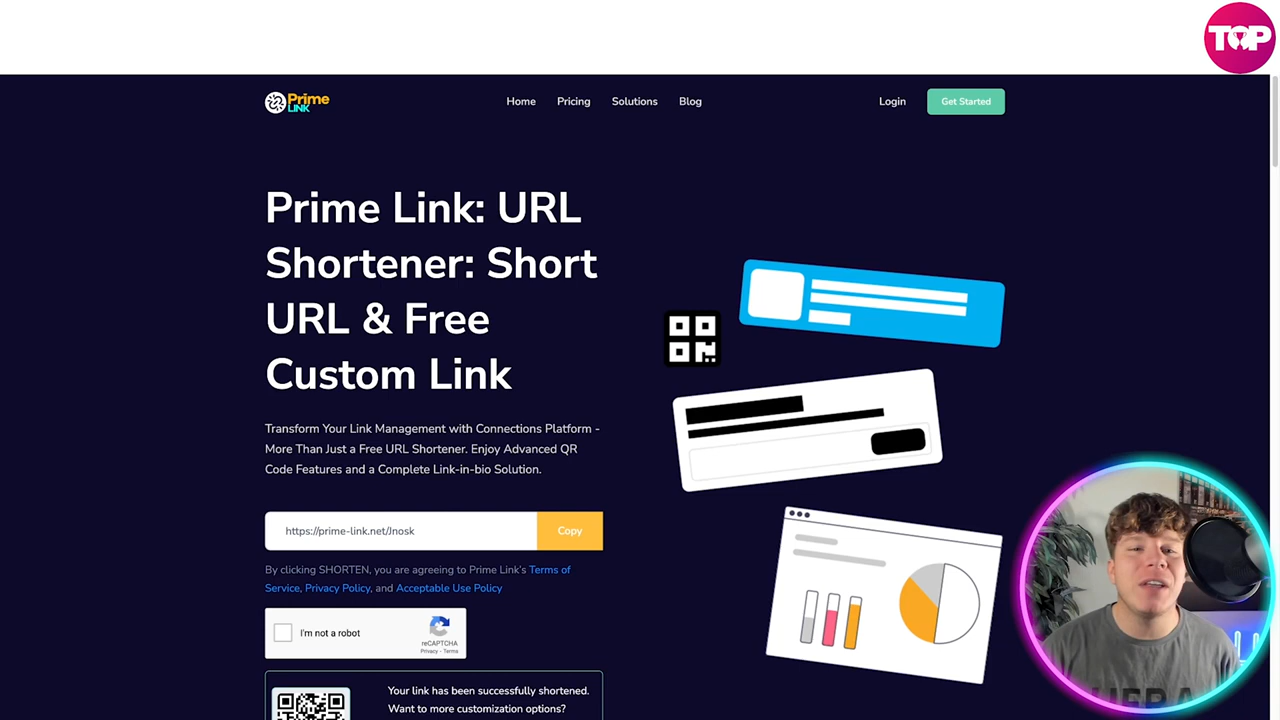 TOP
Prime
LINK
Home Pricing Solutions Blog
Login
Get Started
Prime Link: URL
Shortener: Short
URL & Free
Custom Link
Transform Your Link Management with Connections Platform -
More Than Just a Free URL Shortener. Enjoy Advanced QR
Code Features and a Complete Link-in-bio Solution.
https://prime-link.net/Jnosk
Copy
By clicking SHORTEN, you are agreeing to Prime Link's Terms of
Service, Privacy Policy, and Acceptable Use Policy
I'm not a robot
reCAPTCHA
Privacy - Terms
Your link has been successfully shortened.
Want to more customization options?